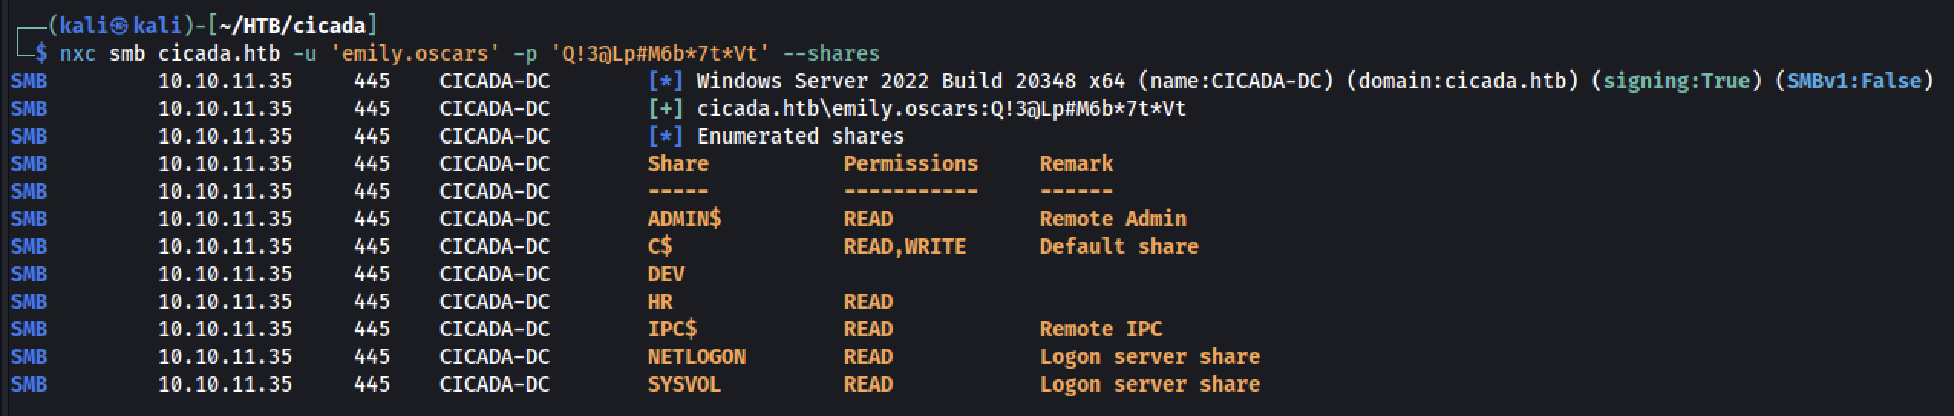 ┌──(kali㉿kali)-[~/HTB/cicada]
└─$ nxc smb cicada.htb -u 'emily.oscars' -p 'Q!3@Lp#M6b*7t*Vt' --shares
SMB         10.10.11.35     445    CICADA-DC        [*] Windows Server 2022 Build 20348 x64 (name:CICADA-DC) (domain:cicada.htb) (signing:True) (SMBv1:False)
SMB         10.10.11.35     445    CICADA-DC        [+] cicada.htb\emily.oscars:Q!3@Lp#M6b*7t*Vt
SMB         10.10.11.35     445    CICADA-DC        [*] Enumerated shares
SMB         10.10.11.35     445    CICADA-DC        Share           Permissions     Remark
SMB         10.10.11.35     445    CICADA-DC        -----           -----------     ------
SMB         10.10.11.35     445    CICADA-DC        ADMIN$          READ            Remote Admin
SMB         10.10.11.35     445    CICADA-DC        C$              READ,WRITE      Default share
SMB         10.10.11.35     445    CICADA-DC        DEV
SMB         10.10.11.35     445    CICADA-DC        HR              READ
SMB         10.10.11.35     445    CICADA-DC        IPC$            READ            Remote IPC
SMB         10.10.11.35     445    CICADA-DC        NETLOGON        READ            Logon server share
SMB         10.10.11.35     445    CICADA-DC        SYSVOL          READ            Logon server share